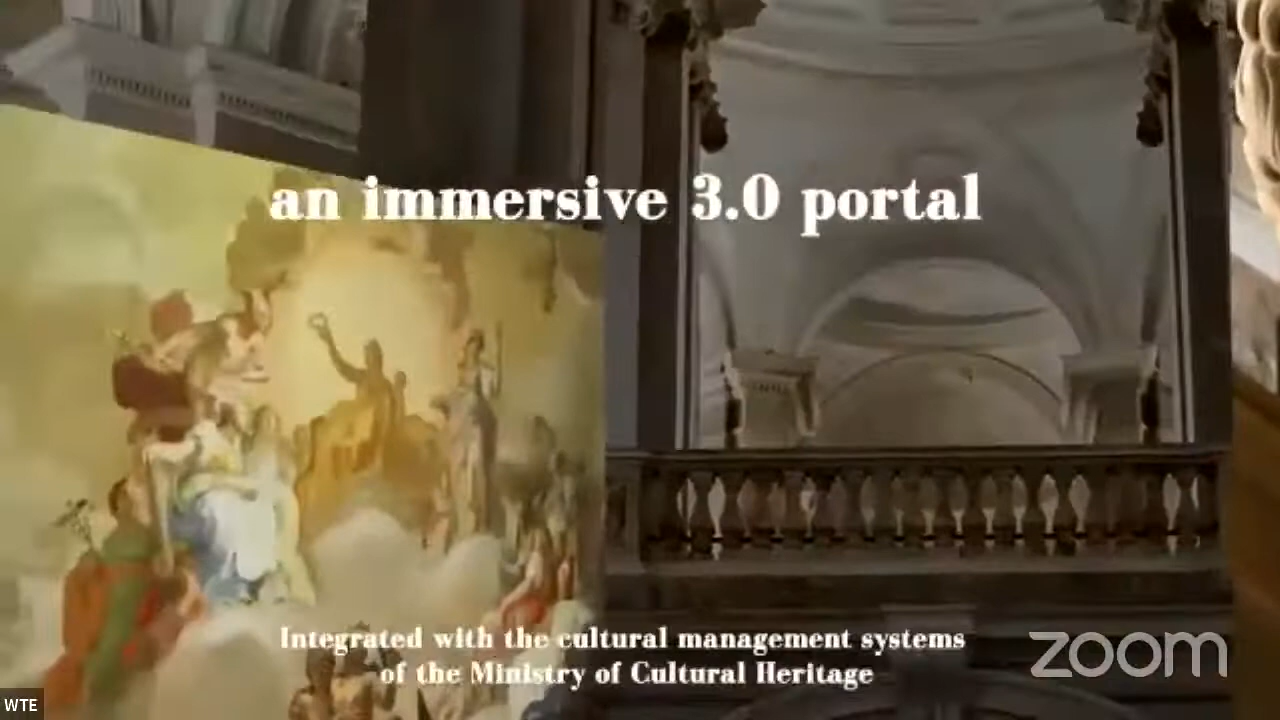 an immersive 3.0 portal
Integrated with the cultural management systems
of the Ministry of Cultural Heritage
zoom
WTE